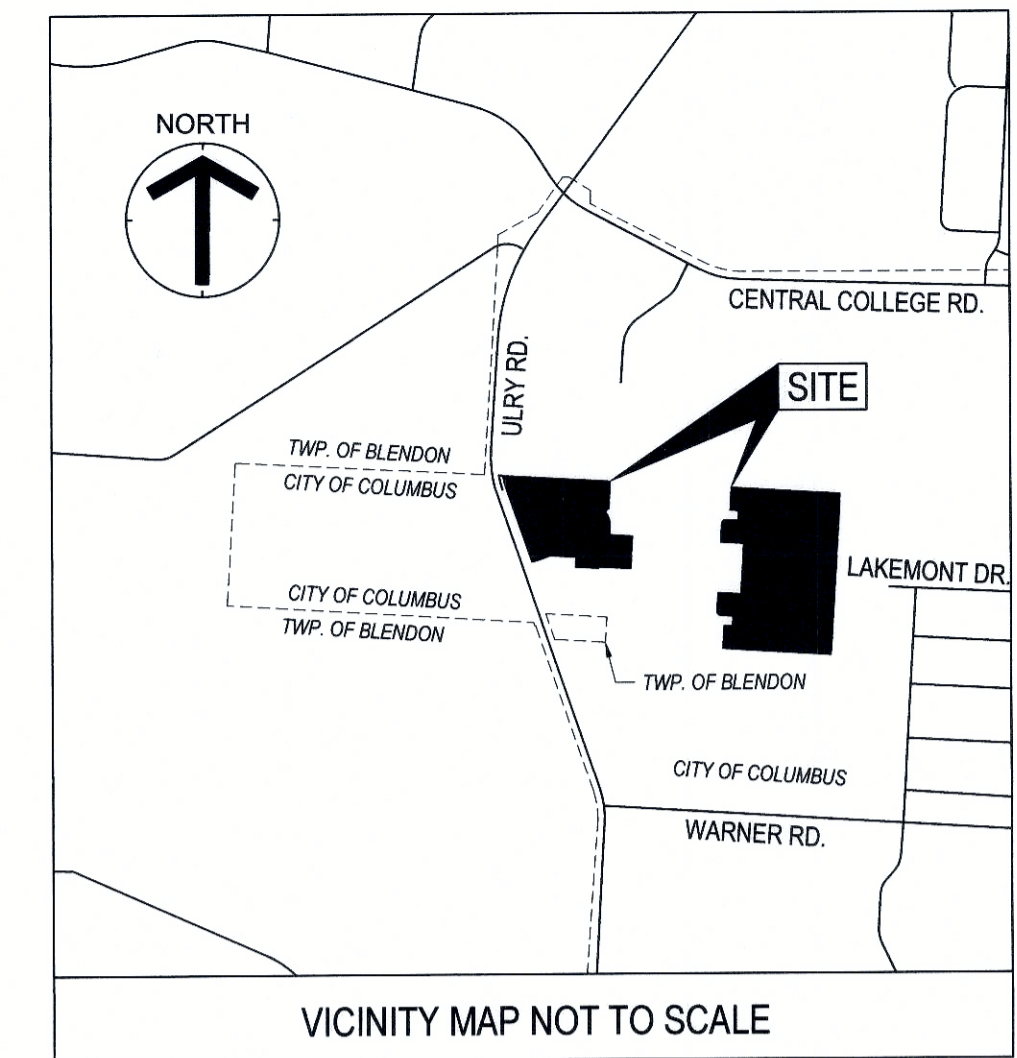 NORTH
CENTRAL COLLEGE RD.
ULRY RD.
SITE
TWP. OF BLENDON
CITY OF COLUMBUS
LAKEMONT DR.
CITY OF COLUMBUS
TWP. OF BLENDON
TWP. OF BLENDON
CITY OF COLUMBUS
WARNER RD.
VICINITY MAP NOT TO SCALE